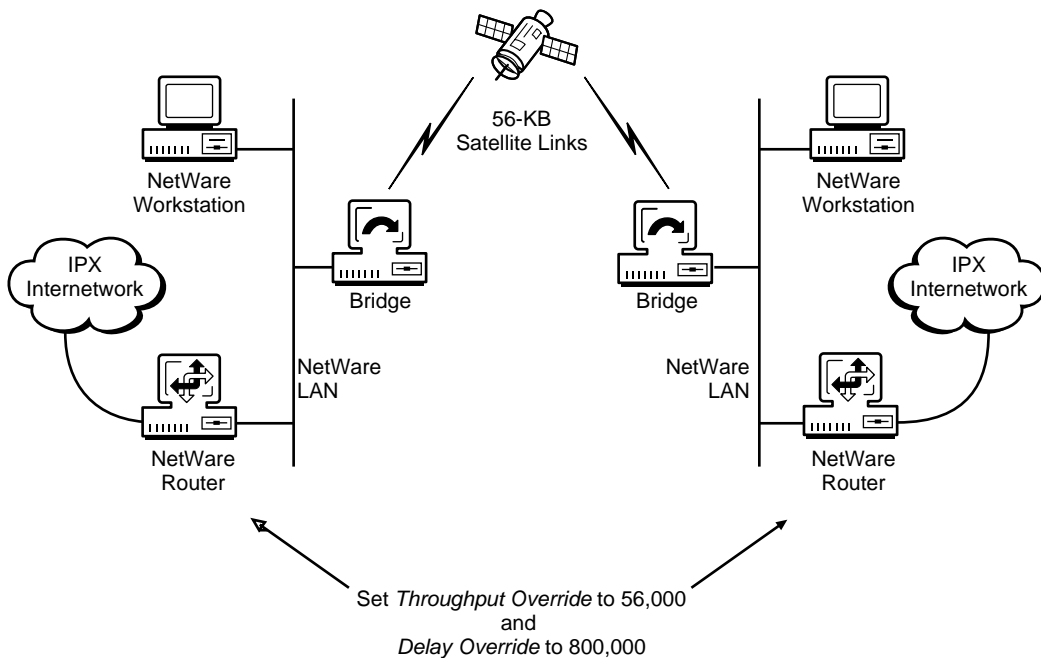 56-KB
Satellite Links
NetWare
Workstation
NetWare
Workstation
IPX
Internetwork
Bridge
Bridge
IPX
Internetwork
NetWare
LAN
NetWare
LAN
NetWare
Router
NetWare
Router
Set Throughput Override to 56,000
and
Delay Override to 800,000